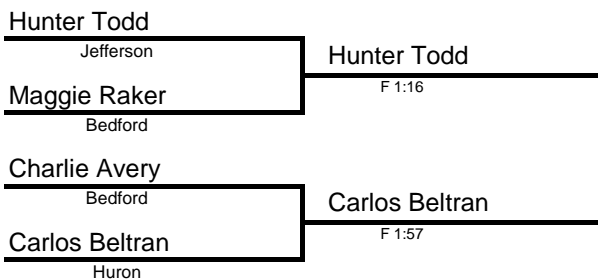 Hunter Todd
Jefferson
Hunter Todd
F 1:16
Maggie Raker
Bedford
Charlie Avery
Bedford
Carlos Beltran
F 1:57
Carlos Beltran
Huron